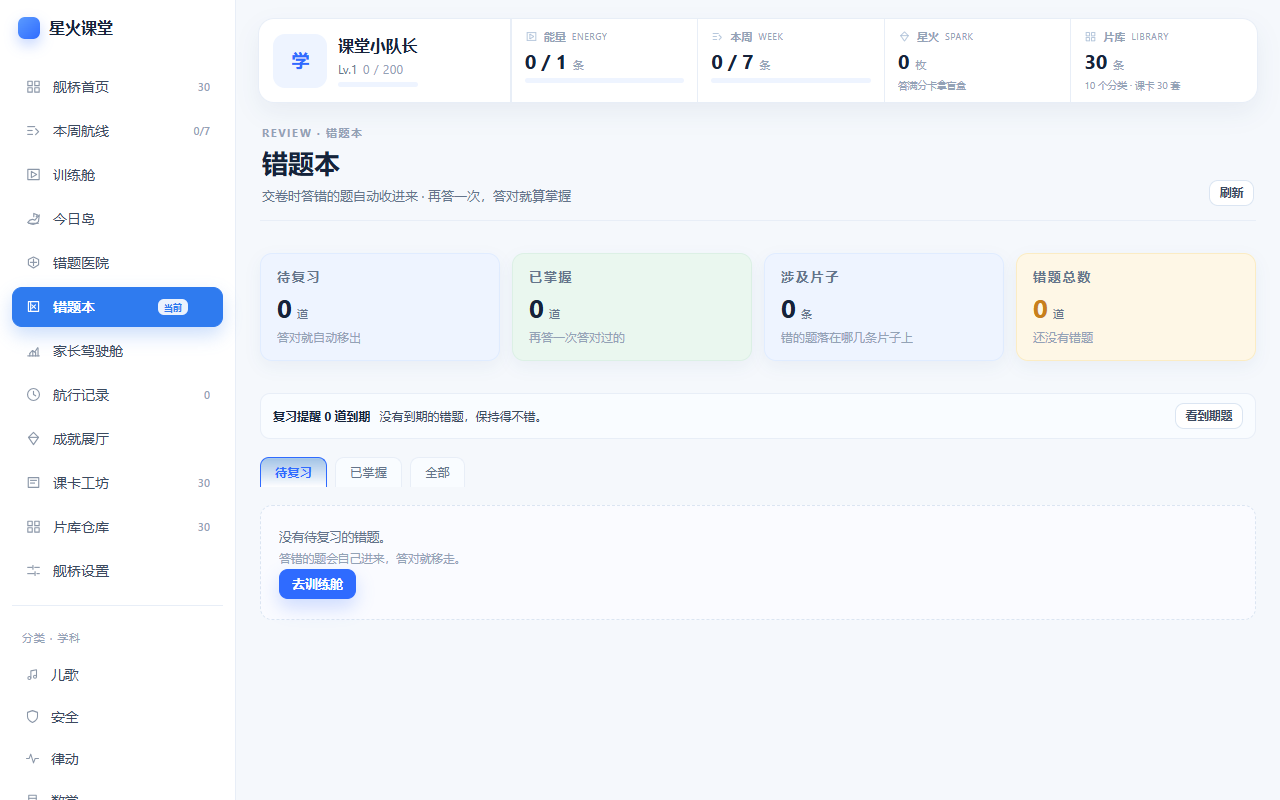 星火课堂
舰桥首页 30
本周航线 0/7
训练舱
今日岛
错题医院
错题本 当前
家长驾驶舱
航行记录 0
成就展厅
课卡工坊 30
片库仓库 30
舰桥设置
分类 · 学科
儿歌
安全
律动
数学
学
课堂小队长
Lv.1 0 / 200
能量 ENERGY
0 / 1 条
本周 WEEK
0 / 7 条
星火 SPARK
0 枚
答满分卡拿盲盒
片库 LIBRARY
30 条
10 个分类 · 课卡 30 套
REVIEW · 错题本
错题本
交卷时答错的题自动收进来 · 再答一次，答对就算掌握
刷新
待复习
0 道
答对就自动移出
已掌握
0 道
再答一次答对过的
涉及片子
0 条
错的题落在哪几条片子上
错题总数
0 道
还没有错题
复习提醒 0 道到期 没有到期的错题，保持得不错。
看到期题
待复习 已掌握 全部
没有待复习的错题。
答错的题会自己进来，答对就移走。
去训练舱